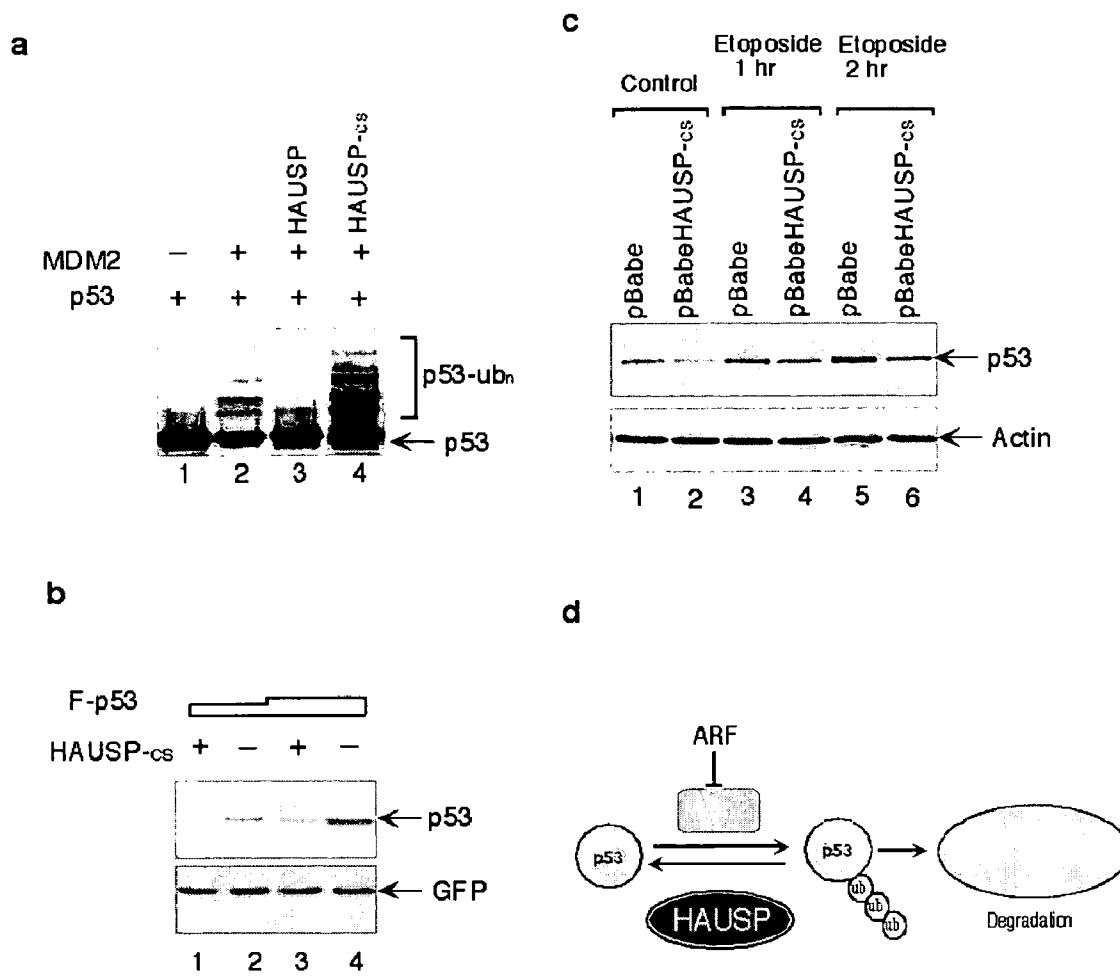 a
HAUSP
HAUSP-cs
MDM2 – + + +
p53 + + + +
p53-ubn
p53
1 2 3 4
b
F-p53
HAUSP-cs + – + –
p53
GFP
1 2 3 4
c
Control
Etoposide
1 hr
Etoposide
2 hr
pBabe
pBabeHAUSP-cs
pBabe
pBabeHAUSP-cs
pBabe
pBabeHAUSP-cs
p53
Actin
1 2 3 4 5 6
d
ARF
p53
p53
ub
ub
ub
HAUSP
Degradation